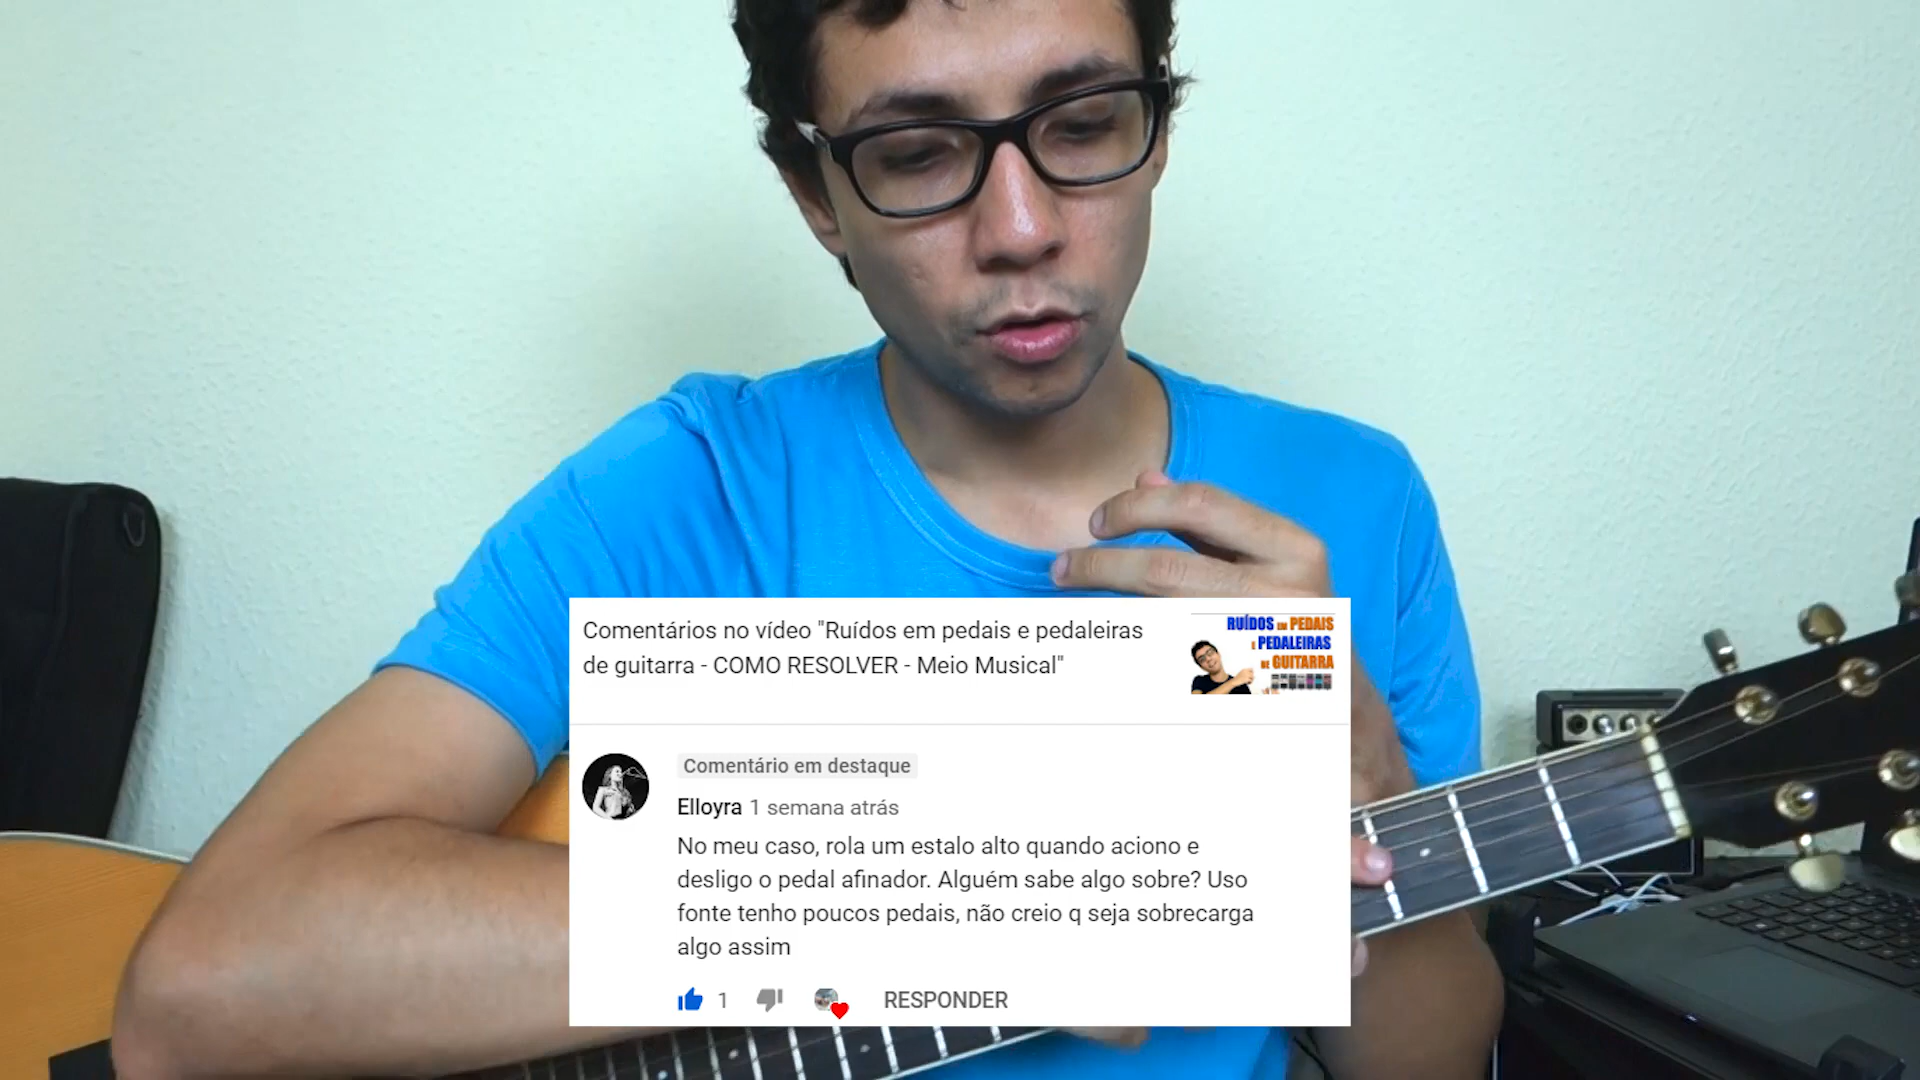 Comentários no vídeo "Ruídos em pedais e pedaleiras
de guitarra - COMO RESOLVER - Meio Musical"
RUÍDOS EM PEDAIS
E PEDALEIRAS
DE GUITARRA
Comentário em destaque
Elloyra 1 semana atrás
No meu caso, rola um estalo alto quando aciono e
desligo o pedal afinador. Alguém sabe algo sobre? Uso
fonte tenho poucos pedais, não creio q seja sobrecarga
algo assim
1
RESPONDER